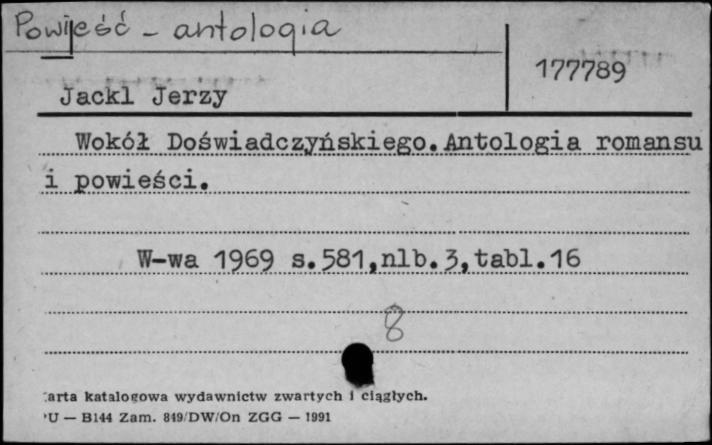 Powieść - antologia
177789
Jackl Jerzy
Wokół Doświadczyńskiego.Antologia romansu
i powieści.
W-wa 1969 s.581,nlb.3,tabl.16
8
arta katalogowa wydawnictw zwartych i ciągłych.
U — B144 Zam. 849/DW/On ZGG — 1991